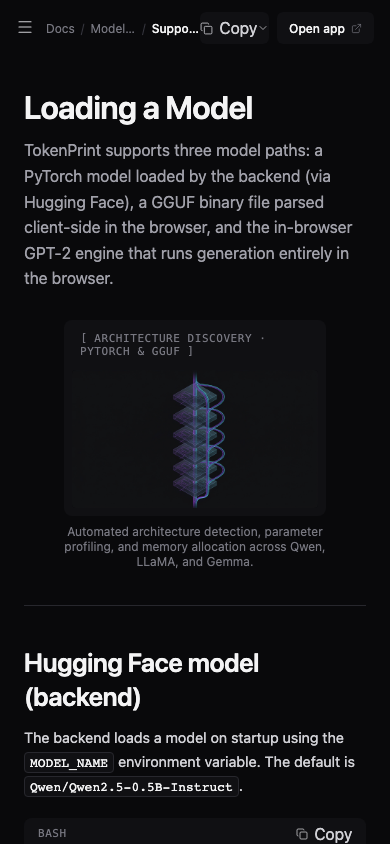 Docs / Model... / Suppo... Copy Open app
Loading a Model
TokenPrint supports three model paths: a
PyTorch model loaded by the backend (via
Hugging Face), a GGUF binary file parsed
client-side in the browser, and the in-browser
GPT-2 engine that runs generation entirely in
the browser.
[ ARCHITECTURE DISCOVERY ·
PYTORCH & GGUF ]
Automated architecture detection, parameter
profiling, and memory allocation across Qwen,
LLaMA, and Gemma.
Hugging Face model
(backend)
The backend loads a model on startup using the
MODEL_NAME environment variable. The default is
Qwen/Qwen2.5-0.5B-Instruct.
BASH Copy